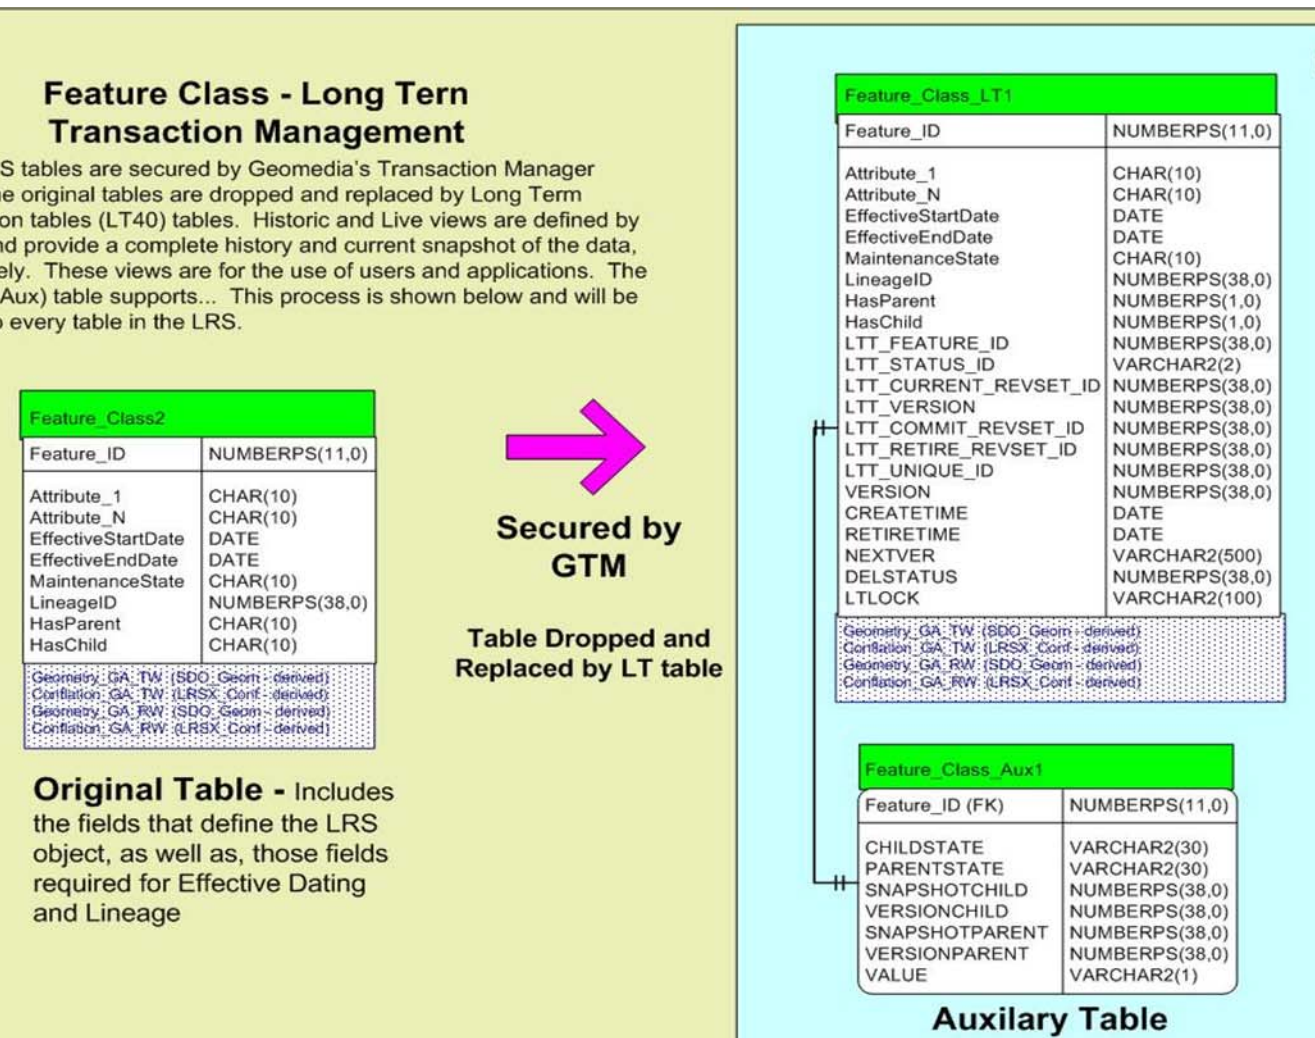 Feature Class - Long Tern
Transaction Management
S tables are secured by Geomedia's Transaction Manager
e original tables are dropped and replaced by Long Term
on tables (LT40) tables. Historic and Live views are defined by
nd provide a complete history and current snapshot of the data,
ely. These views are for the use of users and applications. The
Aux) table supports... This process is shown below and will be
o every table in the LRS.
Feature_Class2
Feature_ID NUMBERPS(11,0)
Attribute_1 CHAR(10)
Attribute_N CHAR(10)
EffectiveStartDate DATE
EffectiveEndDate DATE
MaintenanceState CHAR(10)
LineageID NUMBERPS(38,0)
HasParent CHAR(10)
HasChild CHAR(10)
Geometry_GA_TW (SDO_Geom - derived)
Conflation_GA_TW (LRSX_Conf - derived)
Geometry_GA_RW (SDO_Geom - derived)
Conflation_GA_RW (LRSX_Conf - derived)
Original Table - Includes
the fields that define the LRS
object, as well as, those fields
required for Effective Dating
and Lineage
Secured by
GTM
Table Dropped and
Replaced by LT table
Feature_Class_LT1
Feature_ID NUMBERPS(11,0)
Attribute_1 CHAR(10)
Attribute_N CHAR(10)
EffectiveStartDate DATE
EffectiveEndDate DATE
MaintenanceState CHAR(10)
LineageID NUMBERPS(38,0)
HasParent NUMBERPS(1,0)
HasChild NUMBERPS(1,0)
LTT_FEATURE_ID NUMBERPS(38,0)
LTT_STATUS_ID VARCHAR2(2)
LTT_CURRENT_REVSET_ID NUMBERPS(38,0)
LTT_VERSION NUMBERPS(38,0)
LTT_COMMIT_REVSET_ID NUMBERPS(38,0)
LTT_RETIRE_REVSET_ID NUMBERPS(38,0)
LTT_UNIQUE_ID NUMBERPS(38,0)
VERSION NUMBERPS(38,0)
CREATETIME DATE
RETIRETIME DATE
NEXTVER VARCHAR2(500)
DELSTATUS NUMBERPS(38,0)
LTLOCK VARCHAR2(100)
Geometry_GA_TW (SDO_Geom - derived)
Conflation_GA_TW (LRSX_Conf - derived)
Geometry_GA_RW (SDO_Geom - derived)
Conflation_GA_RW (LRSX_Conf - derived)
Feature_Class_Aux1
Feature_ID (FK) NUMBERPS(11,0)
CHILDSTATE VARCHAR2(30)
PARENTSTATE VARCHAR2(30)
SNAPSHOTCHILD NUMBERPS(38,0)
VERSIONCHILD NUMBERPS(38,0)
SNAPSHOTPARENT NUMBERPS(38,0)
VERSIONPARENT NUMBERPS(38,0)
VALUE VARCHAR2(1)
Auxilary Table